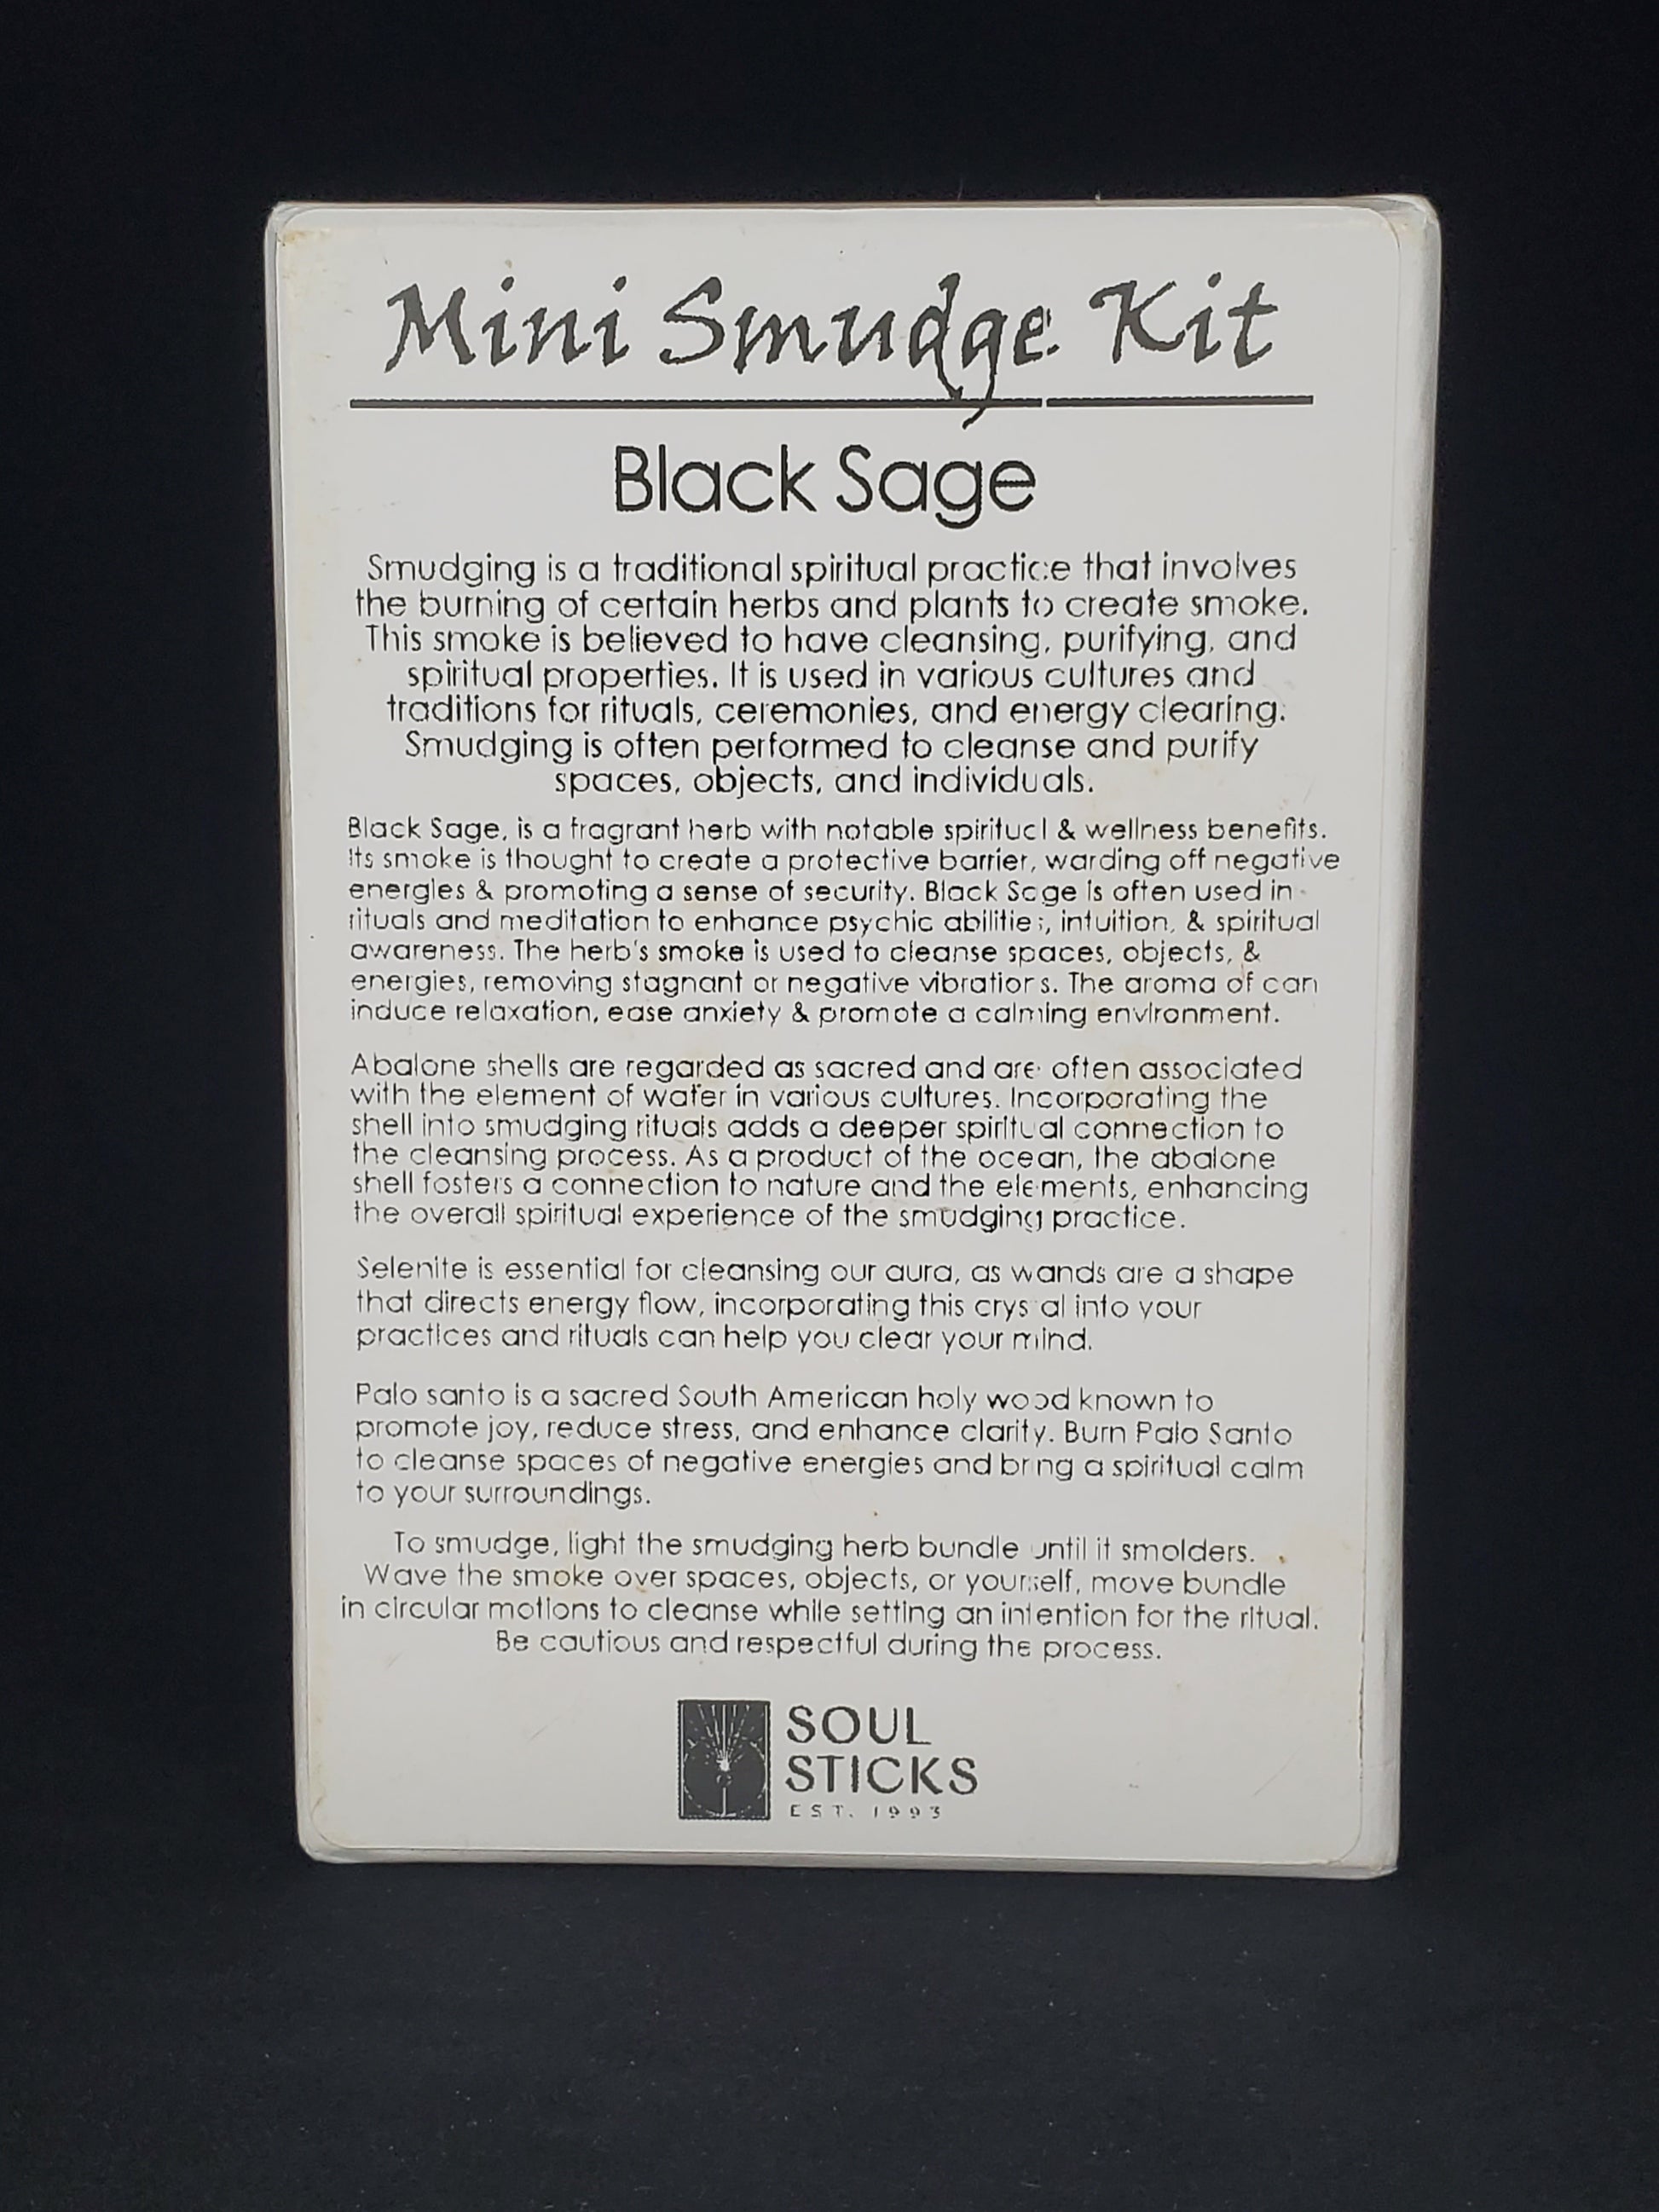 Mini Smudge Kit
Black Sage
Smudging is a traditional spiritual practice that involves
the burning of certain herbs and plants to create smoke.
This smoke is believed to have cleansing, purifying, and
spiritual properties. It is used in various cultures and
traditions for rituals, ceremonies, and energy clearing.
Smudging is often performed to cleanse and purify
spaces, objects, and individuals.
Black Sage, is a fragrant herb with notable spiritual & wellness benefits.
Its smoke is thought to create a protective barrier, warding off negative
energies & promoting a sense of security. Black Sage is often used in
rituals and meditation to enhance psychic abilities, intuition, & spiritual
awareness. The herb's smoke is used to cleanse spaces, objects, &
energies, removing stagnant or negative vibrations. The aroma of can
induce relaxation, ease anxiety & promote a calming environment.
Abalone shells are regarded as sacred and are often associated
with the element of water in various cultures. Incorporating the
shell into smudging rituals adds a deeper spiritual connection to
the cleansing process. As a product of the ocean, the abalone
shell fosters a connection to nature and the elements, enhancing
the overall spiritual experience of the smudging practice.
Selenite is essential for cleansing our aura, as wands are a shape
that directs energy flow, incorporating this crystal into your
practices and rituals can help you clear your mind.
Palo santo is a sacred South American holy wood known to
promote joy, reduce stress, and enhance clarity. Burn Palo Santo
to cleanse spaces of negative energies and bring a spiritual calm
to your surroundings.
To smudge, light the smudging herb bundle until it smolders.
Wave the smoke over spaces, objects, or yourself, move bundle
in circular motions to cleanse while setting an intention for the ritual.
Be cautious and respectful during the process.
SOUL
STICKS
EST. 1993